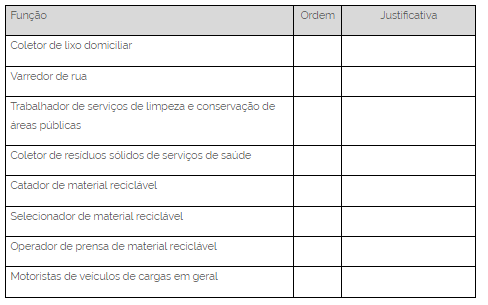 Função Ordem Justificativa
Coletor de lixo domiciliar
Varredor de rua
Trabalhador de serviços de limpeza e conservação de
áreas públicas
Coletor de resíduos sólidos de serviços de saúde
Catador de material reciclável
Selecionador de material reciclável
Operador de prensa de material reciclável
Motoristas de veículos de cargas em geral